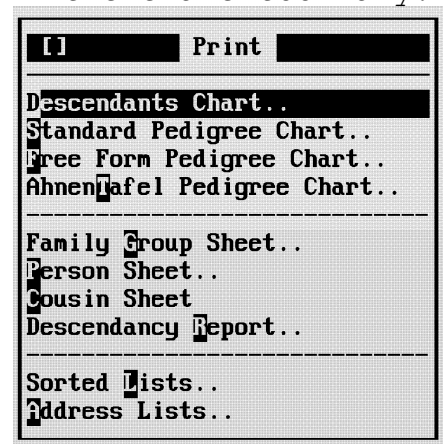 [] Print
Descendants Chart..
Standard Pedigree Chart..
Free Form Pedigree Chart..
AhnenTafel Pedigree Chart..
Family Group Sheet..
Person Sheet..
Cousin Sheet
Descendancy Report..
Sorted Lists..
Address Lists..